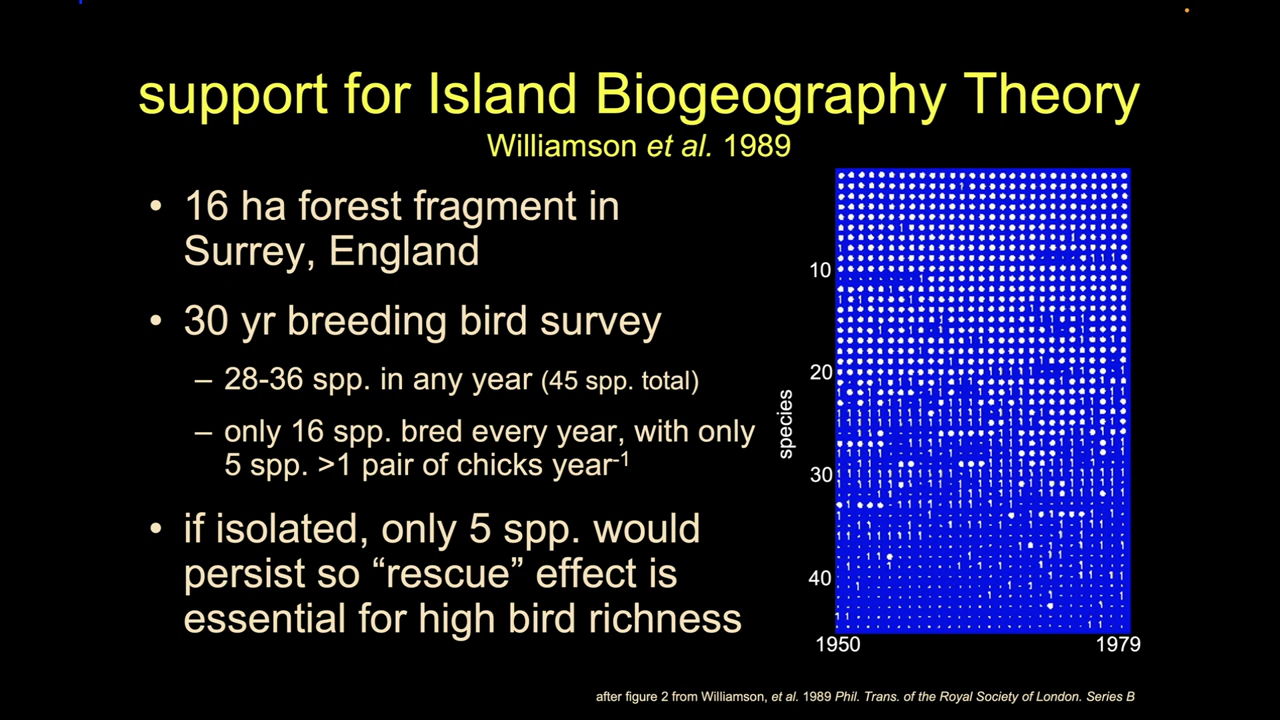 support for Island Biogeography Theory
Williamson et al. 1989
• 16 ha forest fragment in
Surrey, England
• 30 yr breeding bird survey
– 28-36 spp. in any year (45 spp. total)
– only 16 spp. bred every year, with only
5 spp. >1 pair of chicks year-1
• if isolated, only 5 spp. would
persist so “rescue” effect is
essential for high bird richness
species
10
20
30
40
1950
1979
after figure 2 from Williamson, et al. 1989 Phil. Trans. of the Royal Society of London. Series B